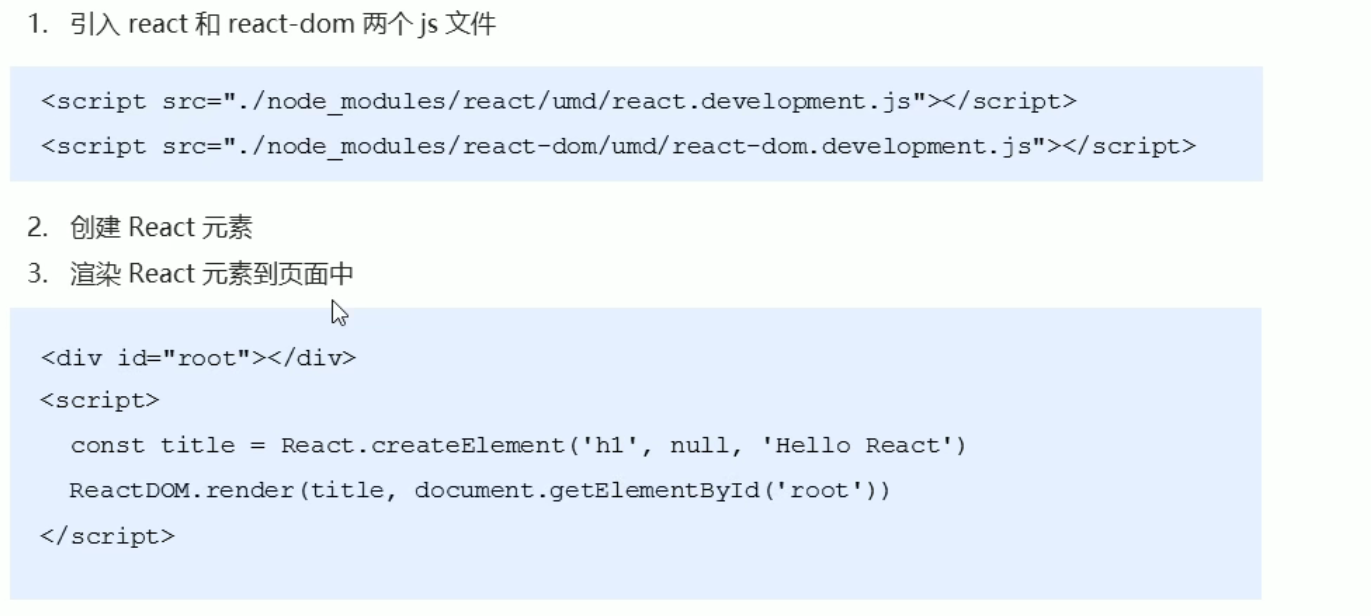 1. 引入 react 和 react-dom 两个 js 文件
<script src="./node_modules/react/umd/react.development.js"></script>
<script src="./node_modules/react-dom/umd/react-dom.development.js"></script>
2. 创建 React 元素
3. 渲染 React 元素到页面中
<div id="root"></div>
<script>
  const title = React.createElement('h1', null, 'Hello React')
  ReactDOM.render(title, document.getElementById('root'))
</script>